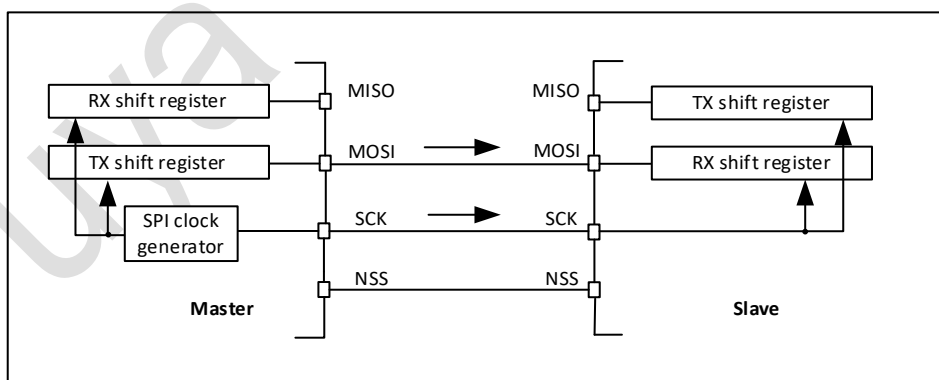 MISO
MISO
RX shift register
TX shift register
MOSI
MOSI
TX shift register
RX shift register
SCK
SCK
SPI clock
generator
NSS
NSS
Master
Slave
uya